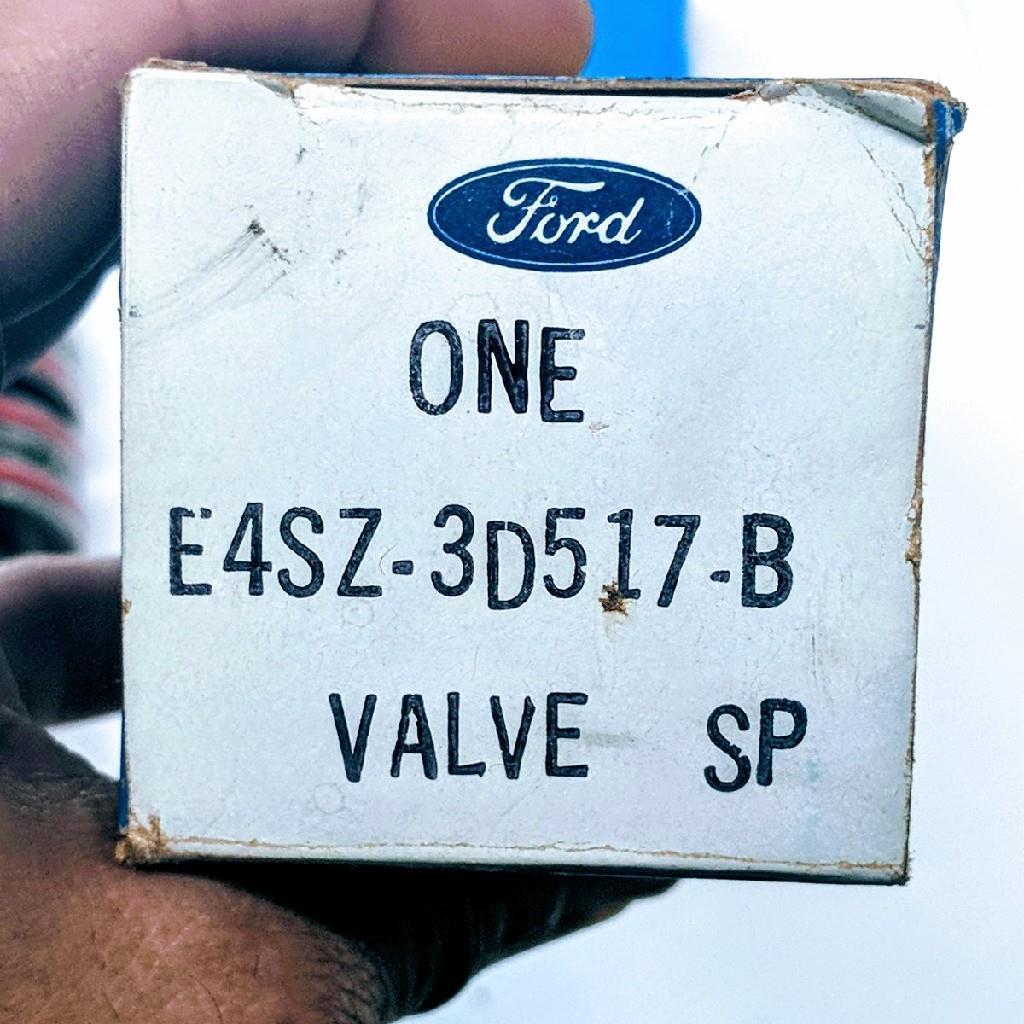 Ford
ONE
E4SZ-3D517-B
VALVE SP